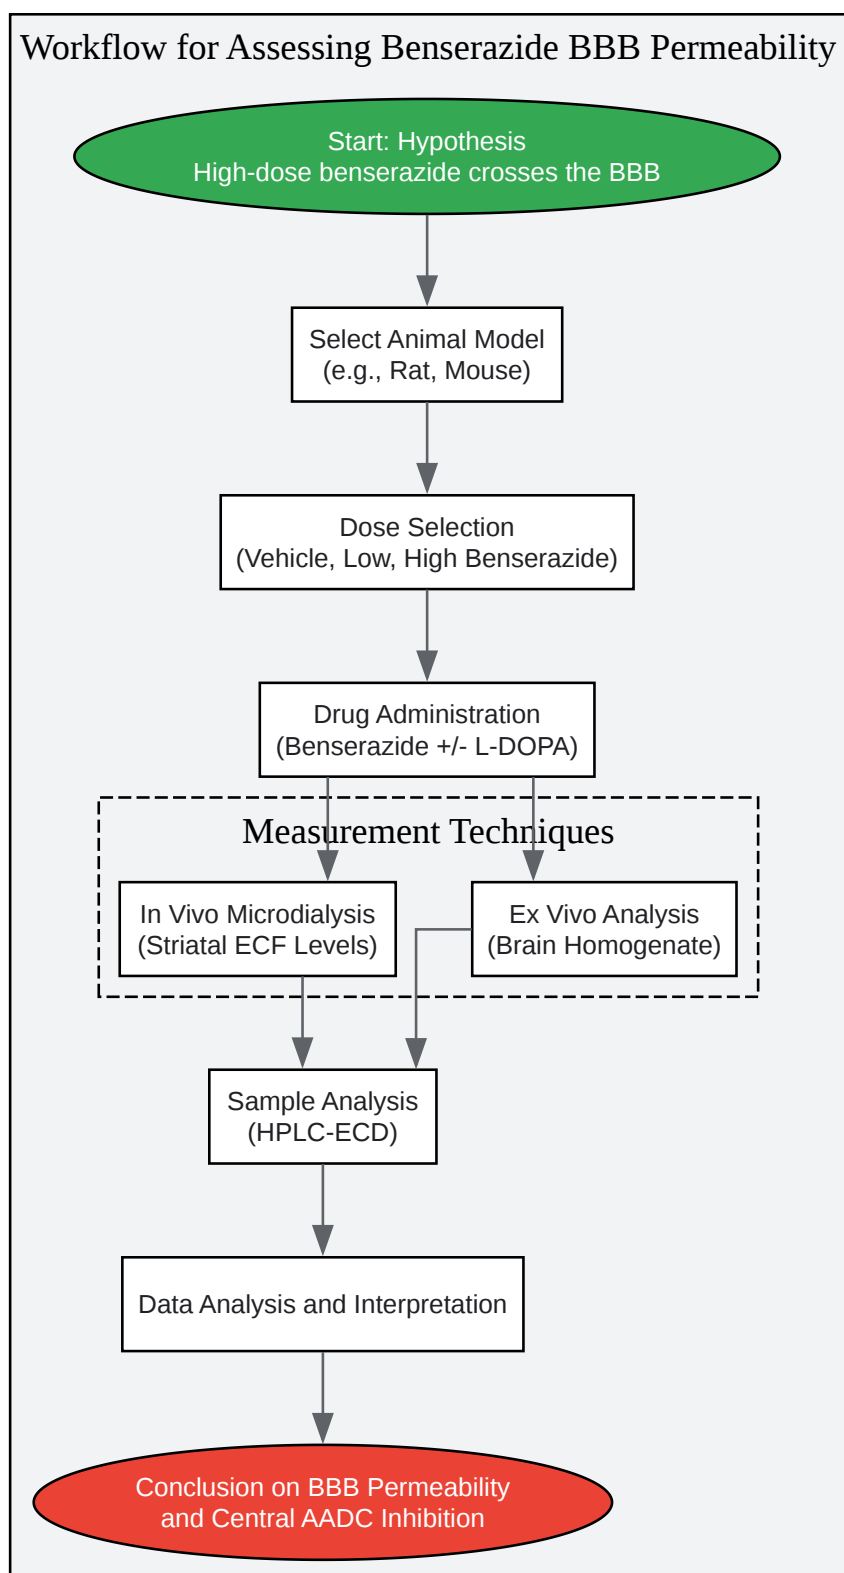 Workflow for Assessing Benserazide BBB Permeability
Start: Hypothesis
High-dose benserazide crosses the BBB
Select Animal Model
(e.g., Rat, Mouse)
Dose Selection
(Vehicle, Low, High Benserazide)
Drug Administration
(Benserazide +/- L-DOPA)
Measurement Techniques
In Vivo Microdialysis
(Striatal ECF Levels)
Ex Vivo Analysis
(Brain Homogenate)
Sample Analysis
(HPLC-ECD)
Data Analysis and Interpretation
Conclusion on BBB Permeability
and Central AADC Inhibition